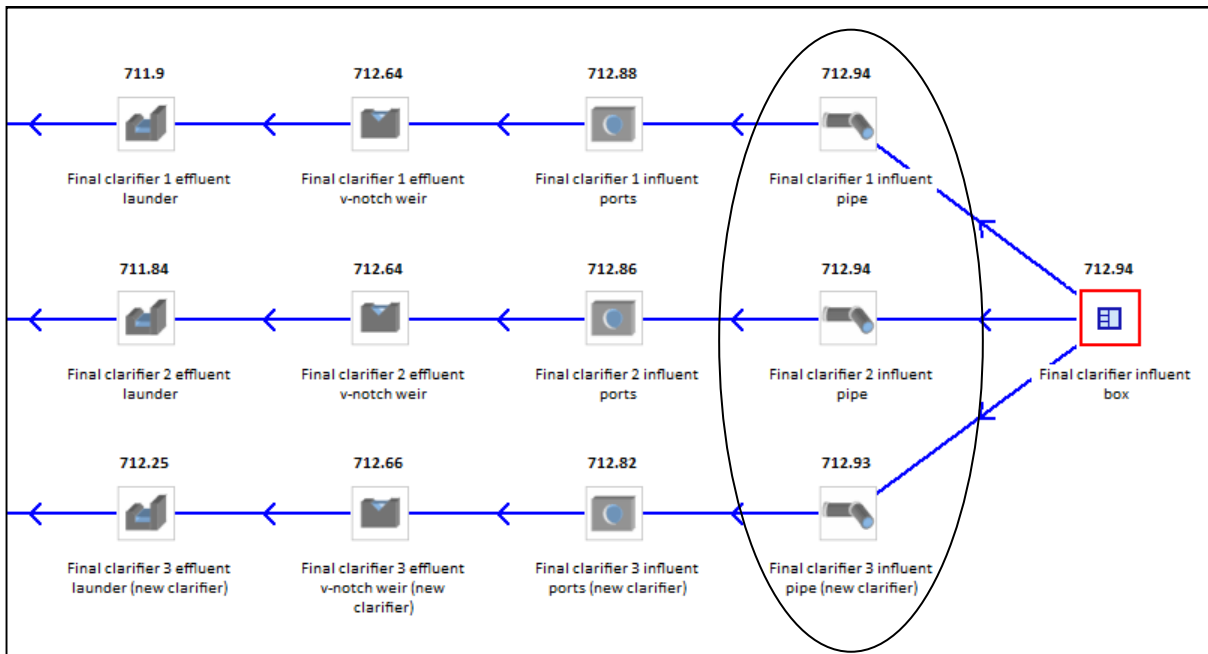 711.9
712.64
712.88
712.94
Final clarifier 1 effluent
launder
Final clarifier 1 effluent
v-notch weir
Final clarifier 1 influent
ports
Final clarifier 1 influent
pipe
711.84
712.64
712.86
712.94
712.94
Final clarifier 2 effluent
launder
Final clarifier 2 effluent
v-notch weir
Final clarifier 2 influent
ports
Final clarifier 2 influent
pipe
Final clarifier influent
box
712.25
712.66
712.82
712.93
Final clarifier 3 effluent
launder (new clarifier)
Final clarifier 3 effluent
v-notch weir (new
clarifier)
Final clarifier 3 influent
ports (new clarifier)
Final clarifier 3 influent
pipe (new clarifier)